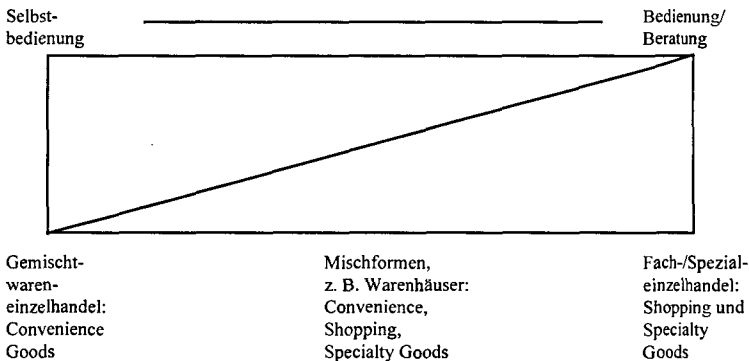 Selbst-
bedienung
Bedienung/
Beratung
Gemischt-
waren-
einzelhandel:
Convenience
Goods
Mischformen,
z. B. Warenhäuser:
Convenience,
Shopping,
Specialty Goods
Fach-/Spezial-
einzelhandel:
Shopping und
Specialty
Goods